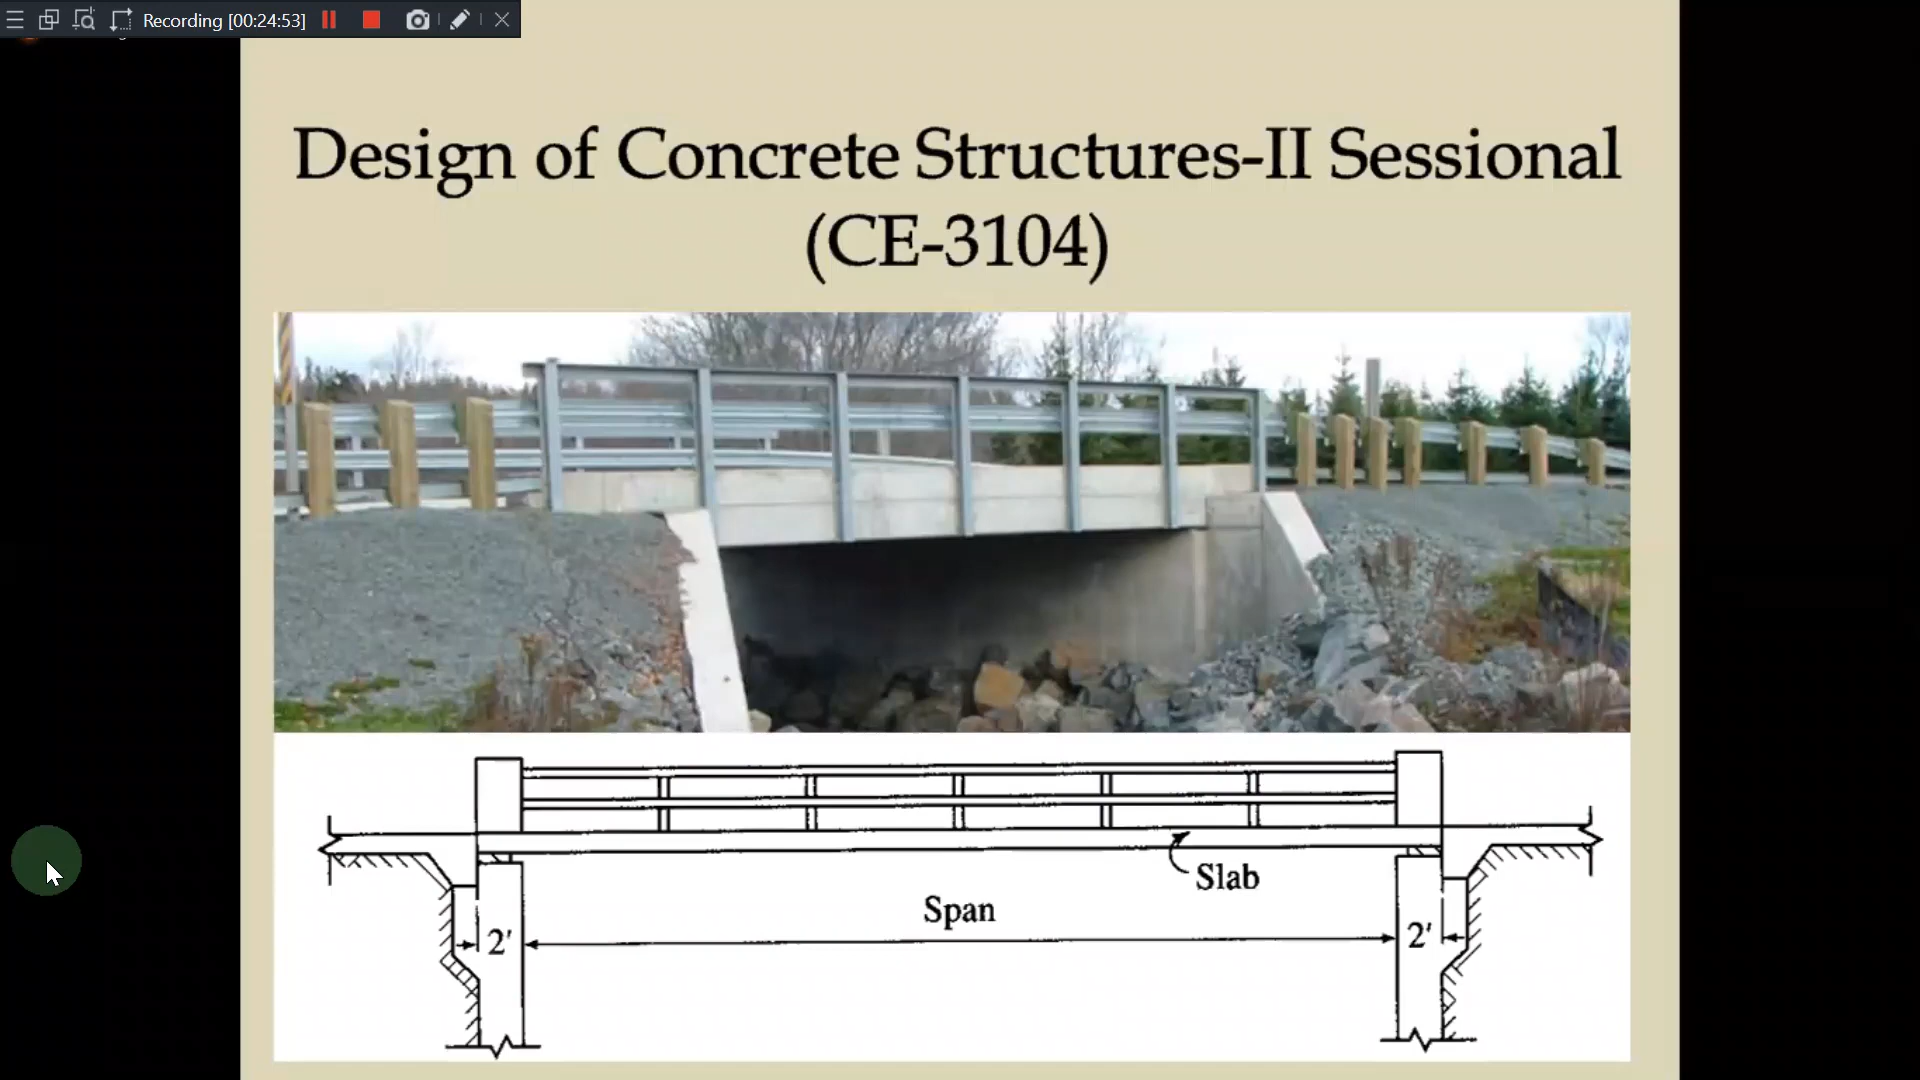 Recording [00:24:53]
Design of Concrete Structures-II Sessional
(CE-3104)
Slab
Span
2'
2'